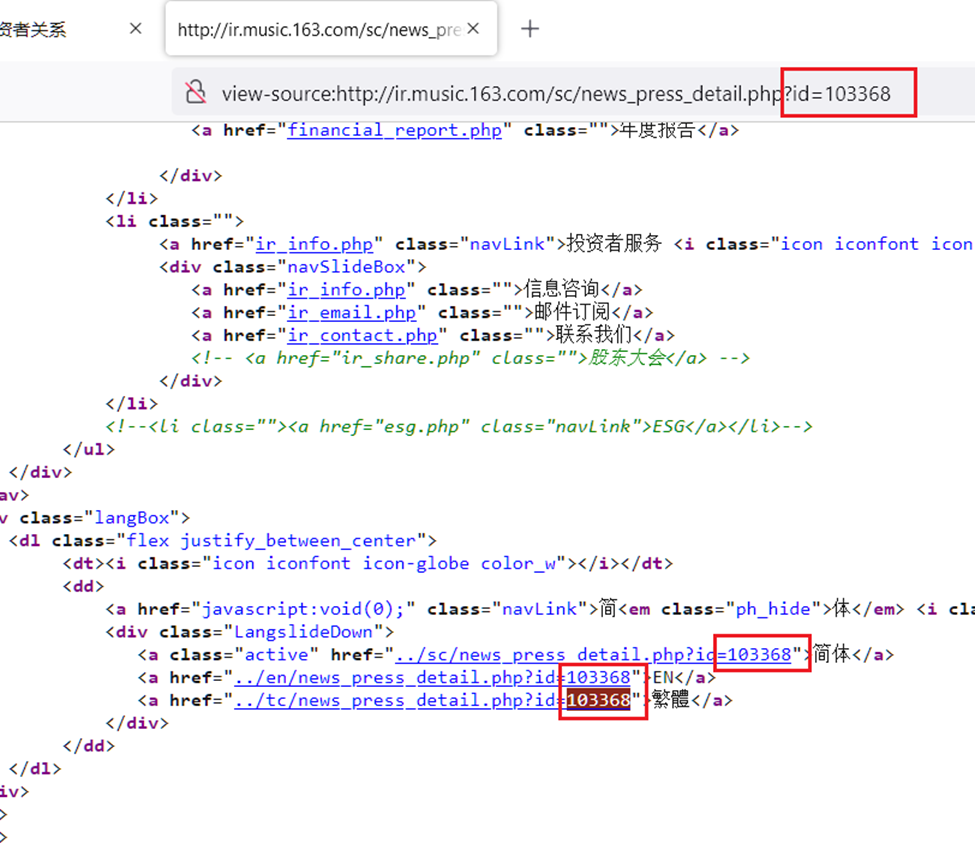 资者关系 × http://ir.music.163.com/sc/news_pre × +
view-source:http://ir.music.163.com/sc/news_press_detail.php?id=103368
<a href="financial_report.php" class="">年度报告</a>
</div>
</li>
<li class="">
<a href="ir_info.php" class="navLink">投资者服务 <i class="icon iconfont icon
<div class="navSlideBox">
<a href="ir_info.php" class="">信息咨询</a>
<a href="ir_email.php" class="">邮件订阅</a>
<a href="ir_contact.php" class="">联系我们</a>
<!-- <a href="ir_share.php" class="">股东大会</a> -->
</div>
</li>
<!--<li class=""><a href="esg.php" class="navLink">ESG</a></li>-->
</ul>
</div>
av>
v class="langBox">
<dl class="flex justify_between_center">
<dt><i class="icon iconfont icon-globe color_w"></i></dt>
<dd>
<a href="javascript:void(0);" class="navLink">简<em class="ph_hide">体</em> <i cla
<div class="LangslideDown">
<a class="active" href="../sc/news_press_detail.php?id=103368">简体</a>
<a href="../en/news_press_detail.php?id=103368">EN</a>
<a href="../tc/news_press_detail.php?id=103368">繁體</a>
</div>
</dd>
</dl>
iv>
>
>